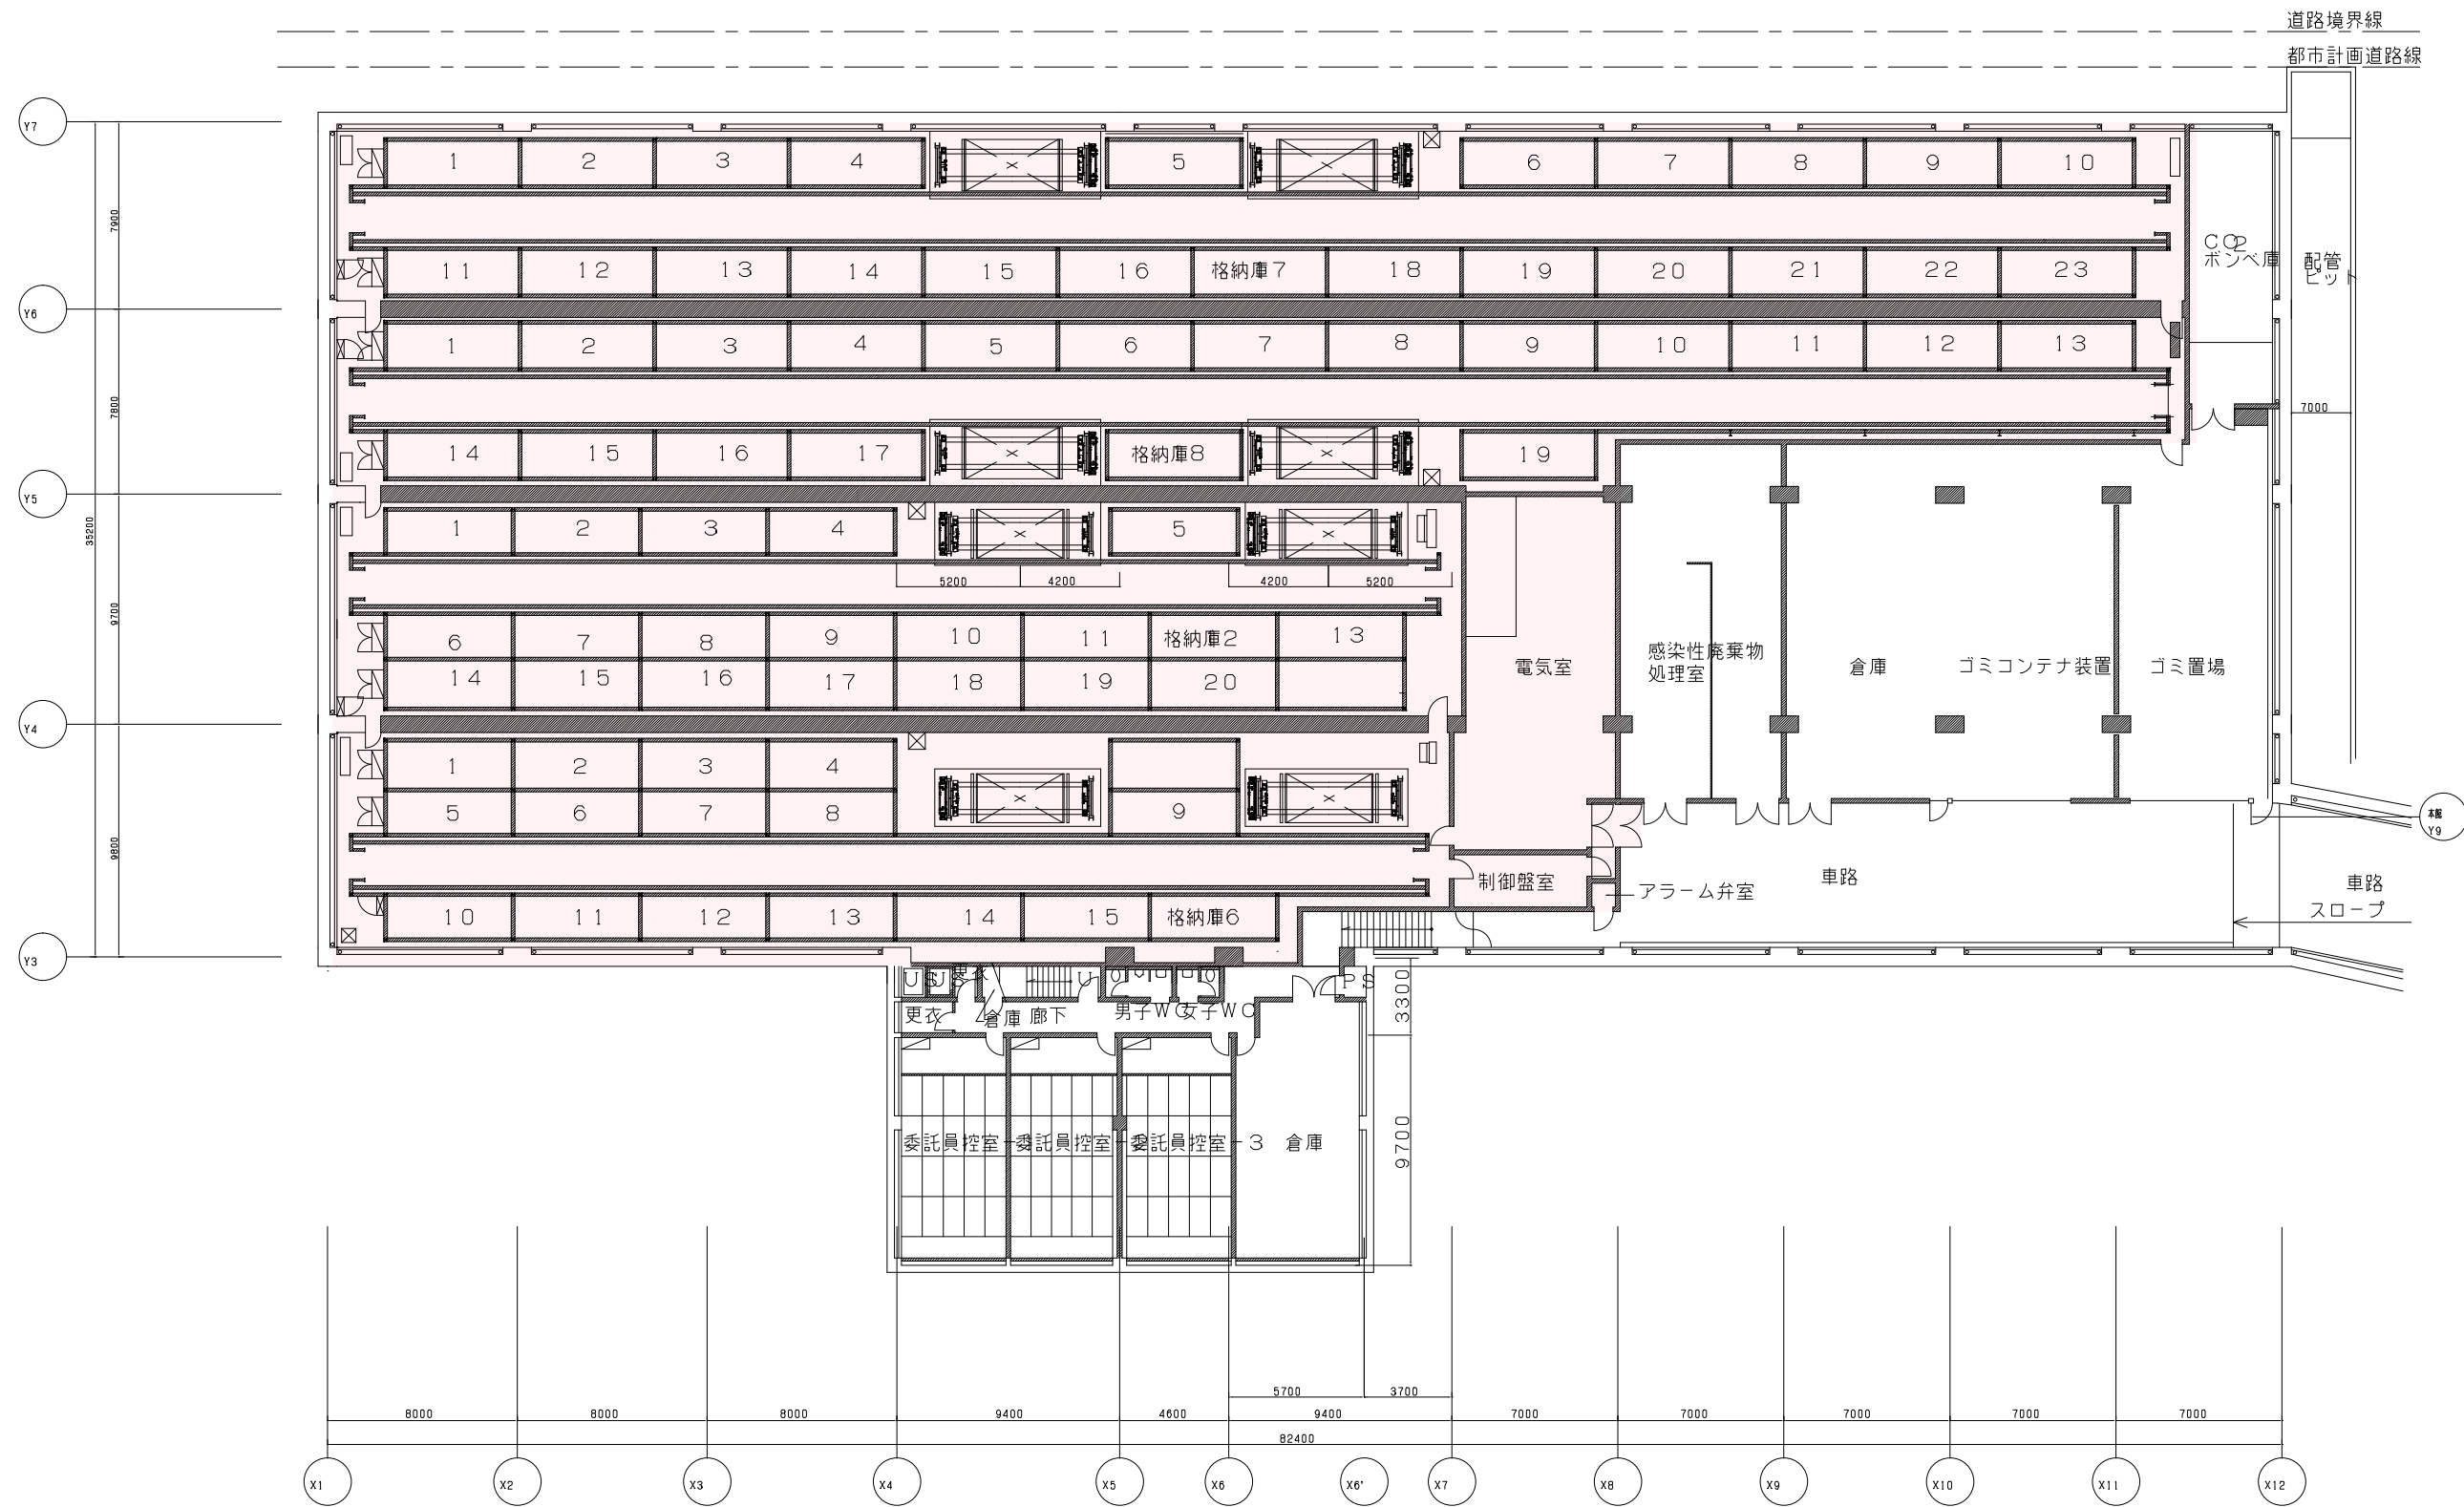 道路境界線
都市計画道路線
Y7
1 2 3 4 5 6 7 8 9 10
7900
11 12 13 14 15 16 格納庫7 18 19 20 21 22 23
CO2
ボンベ庫
配管
ピット
Y6
1 2 3 4 5 6 7 8 9 10 11 12 13
7800
7000
14 15 16 17 格納庫8 19
Y5
35200
1 2 3 4 5
5200 4200 4200 5200
9700
6 7 8 9 10 11 格納庫2 13
14 15 16 17 18 19 20
電気室
感染性廃棄物
処理室
倉庫
ゴミコンテナ装置
ゴミ置場
Y4
1 2 3 4
5 6 7 8 9
本館
Y9
9800
制御盤室
アラーム弁室
車路
車路
スロープ
10 11 12 13 14 15 格納庫6
Y3
US US 更衣 U PS
3300
更衣 倉庫 廊下 男子WC 女子WC
委託員控室 委託員控室 委託員控室-3 倉庫
9700
5700 3700
8000 8000 8000 9400 4600 9400 7000 7000 7000 7000 7000
82400
X1 X2 X3 X4 X5 X6 X6' X7 X8 X9 X10 X11 X12